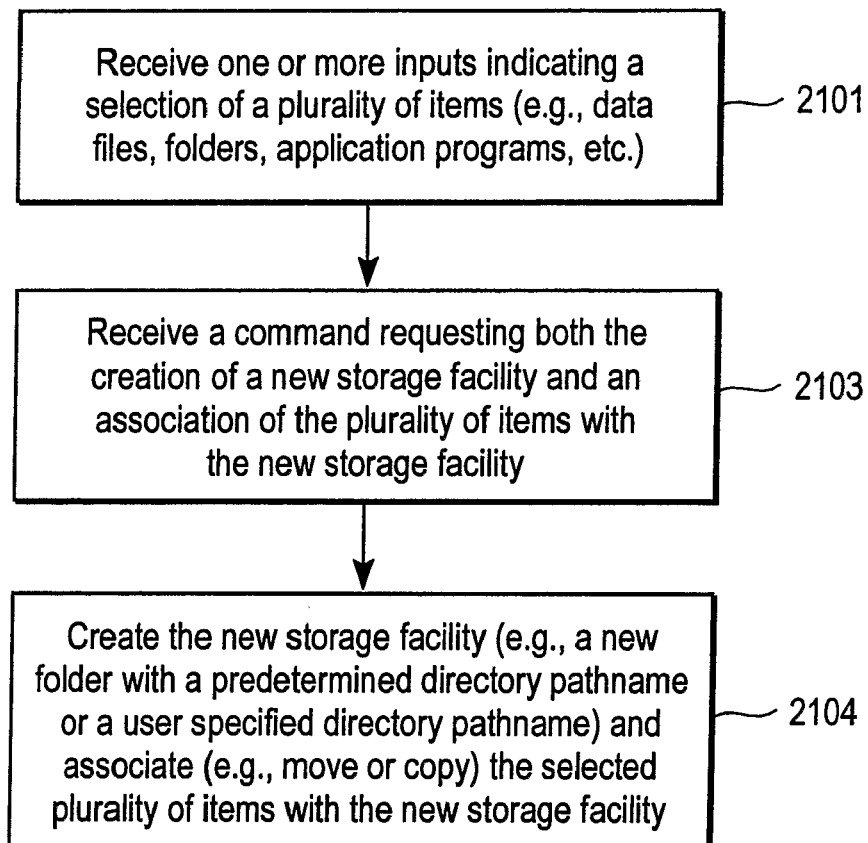 Receive one or more inputs indicating a
selection of a plurality of items (e.g., data
files, folders, application programs, etc.)
2101
Receive a command requesting both the
creation of a new storage facility and an
association of the plurality of items with
the new storage facility
2103
Create the new storage facility (e.g., a new
folder with a predetermined directory pathname
or a user specified directory pathname) and
associate (e.g., move or copy) the selected
plurality of items with the new storage facility
2104